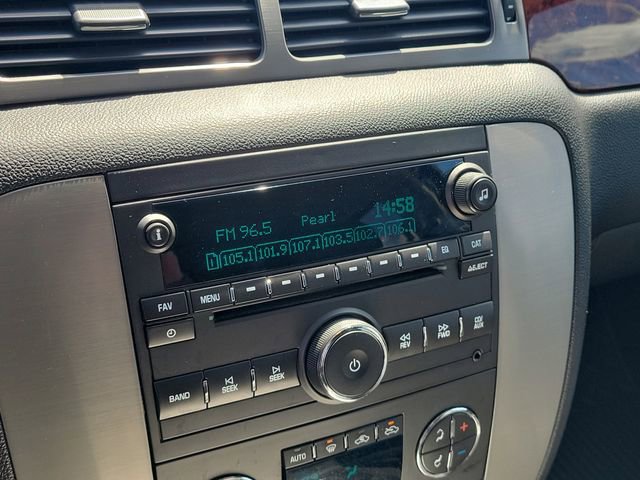 FM 96.5 Pearl 14:58
1 105.1 101.9 107.1 103.5 102.7 106.1
FAV MENU EQ CAT
EJECT
REV FWD CD/AUX
BAND SEEK SEEK
AUTO